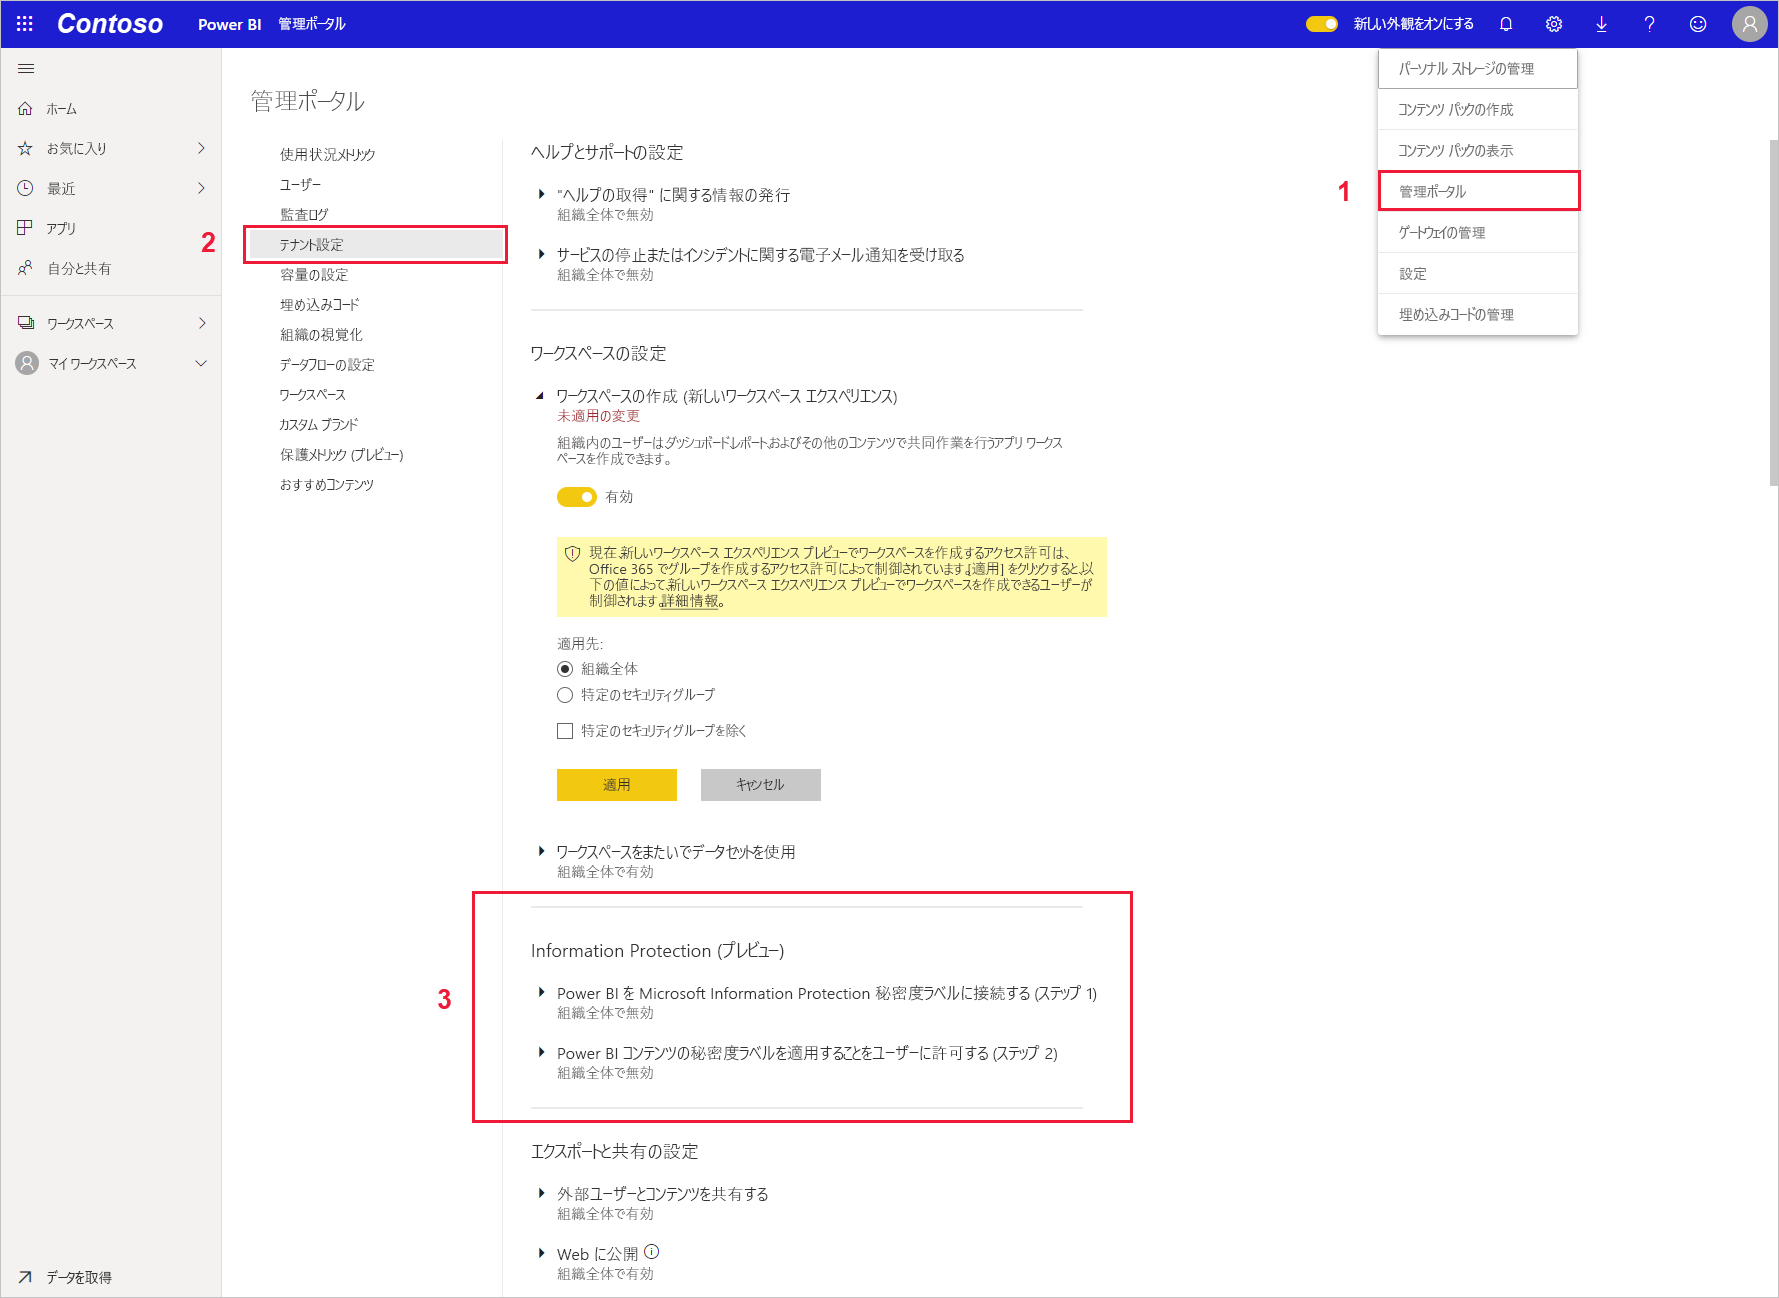 Contoso
Power BI 管理ポータル
新しい外観をオンにする
ホーム
お気に入り
最近
アプリ
自分と共有
ワークスペース
マイ ワークスペース
データを取得
管理ポータル
使用状況メトリック
ユーザー
監査ログ
2
テナント設定
容量の設定
埋め込みコード
組織の視覚化
データフローの設定
ワークスペース
カスタム ブランド
保護メトリック (プレビュー)
おすすめコンテンツ
ヘルプとサポートの設定
"ヘルプの取得" に関する情報の発行
組織全体で無効
サービスの停止またはインシデントに関する電子メール通知を受け取る
組織全体で無効
ワークスペースの設定
ワークスペースの作成 (新しいワークスペース エクスペリエンス)
未適用の変更
組織内のユーザーは、ダッシュボード、レポート、およびその他のコンテンツで共同作業を行うアプリ ワークス
ペースを作成できます。
有効
現在、新しいワークスペース エクスペリエンス プレビューでワークスペースを作成するアクセス許可は、
Office 365 でグループを作成するアクセス許可によって制御されています。[適用] をクリックすると、以
下の値によって、新しいワークスペース エクスペリエンス プレビューでワークスペースを作成できるユーザーが
制御されます。詳細情報。
適用先:
組織全体
特定のセキュリティグループ
特定のセキュリティグループを除く
適用
キャンセル
ワークスペースをまたいでデータセットを使用
組織全体で有効
3
Information Protection (プレビュー)
Power BI を Microsoft Information Protection 秘密度ラベルに接続する (ステップ 1)
組織全体で無効
Power BI コンテンツの秘密度ラベルを適用することをユーザーに許可する (ステップ 2)
組織全体で無効
エクスポートと共有の設定
外部ユーザーとコンテンツを共有する
組織全体で有効
Web に公開
組織全体で有効
パーソナル ストレージの管理
コンテンツ パックの作成
コンテンツ パックの表示
1
管理ポータル
ゲートウェイの管理
設定
埋め込みコードの管理